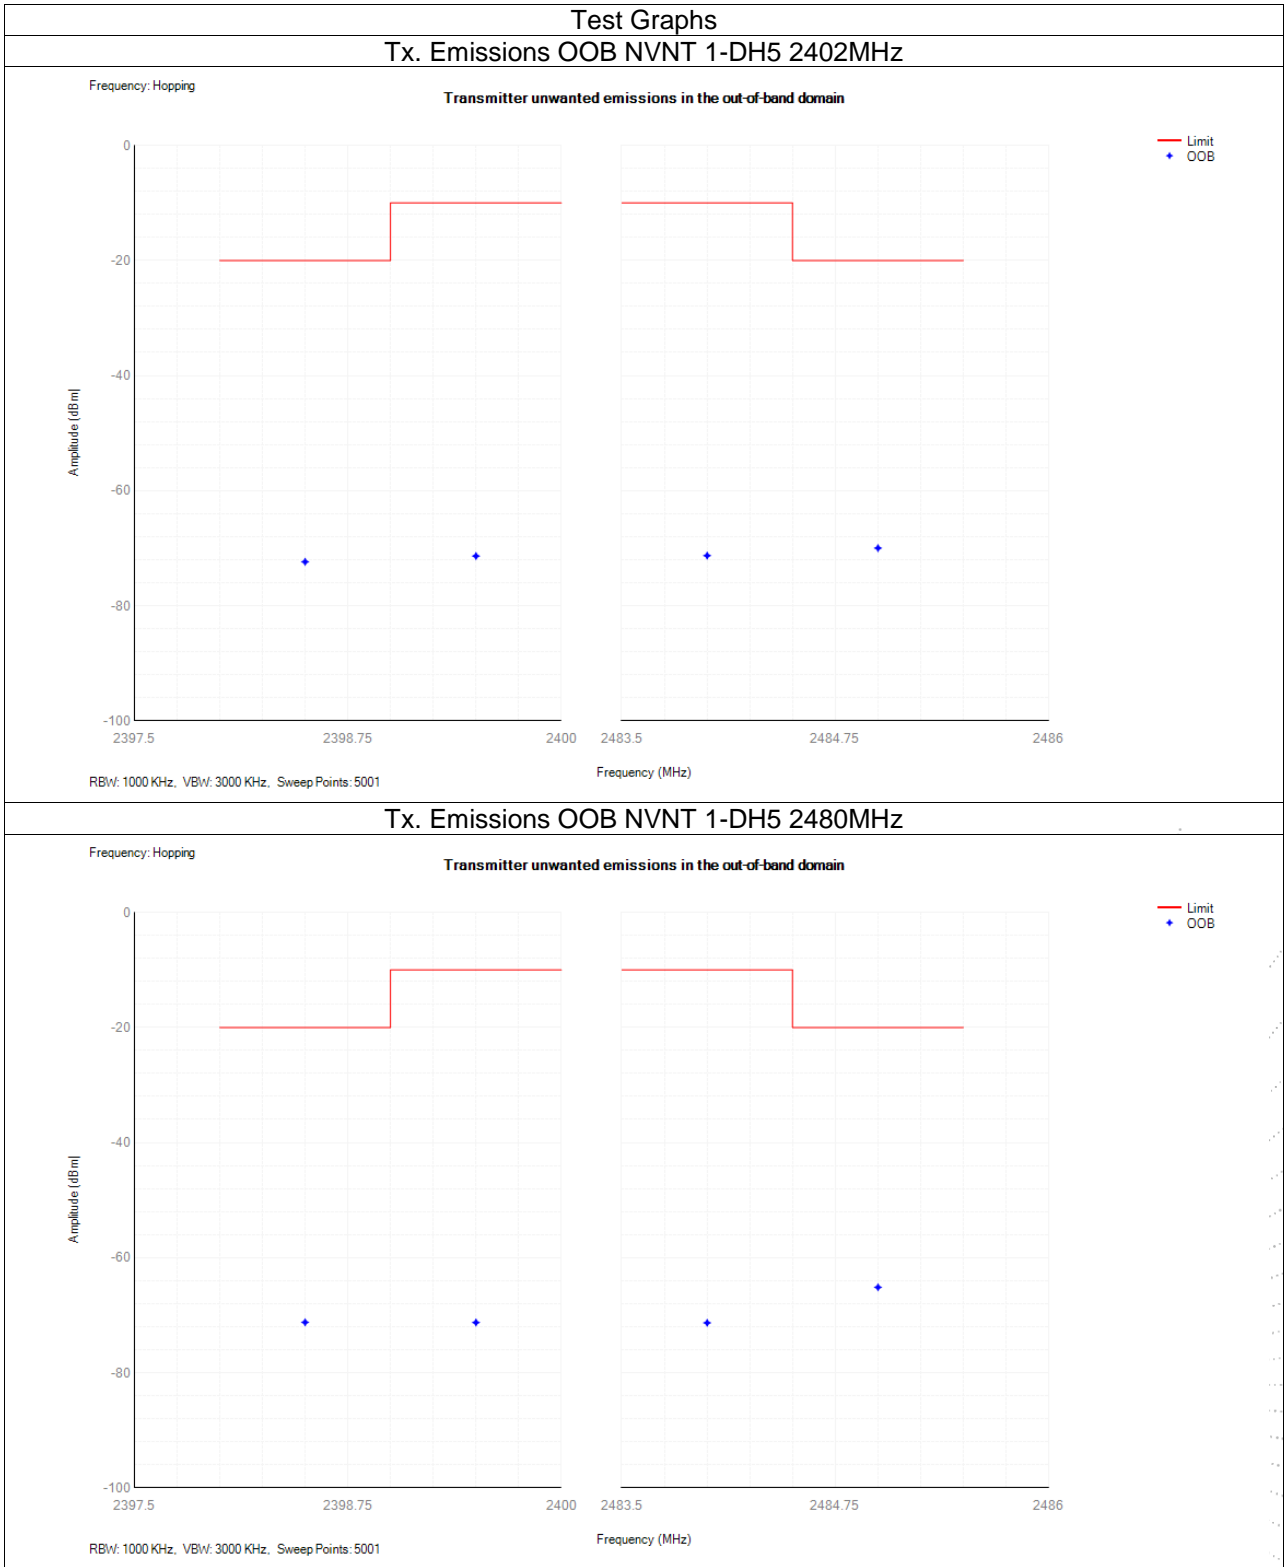 Test Graphs
Tx. Emissions OOB NVNT 1-DH5 2402MHz
Frequency: Hopping
Transmitter unwanted emissions in the out-of-band domain
Limit
OOB
0
-20
-40
-60
-80
-100
Amplitude [dBm]
2397.5 2398.75 2400 2483.5 2484.75 2486
Frequency (MHz)
RBW: 1000 KHz, VBW: 3000 KHz, Sweep Points: 5001
Tx. Emissions OOB NVNT 1-DH5 2480MHz
Frequency: Hopping
Transmitter unwanted emissions in the out-of-band domain
Limit
OOB
0
-20
-40
-60
-80
-100
Amplitude [dBm]
2397.5 2398.75 2400 2483.5 2484.75 2486
Frequency (MHz)
RBW: 1000 KHz, VBW: 3000 KHz, Sweep Points: 5001